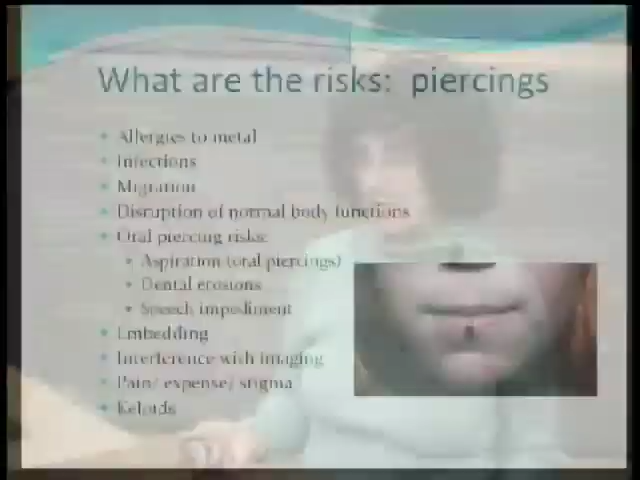 What are the risks: piercings
Allergies to metal
Infections
Migration
Disruption of normal body functions
Oral piercing risks:
Aspiration (oral piercings)
Dental erosions
Speech impediment
Embedding
Interference with imaging
Pain/ expense/ stigma
Keloids